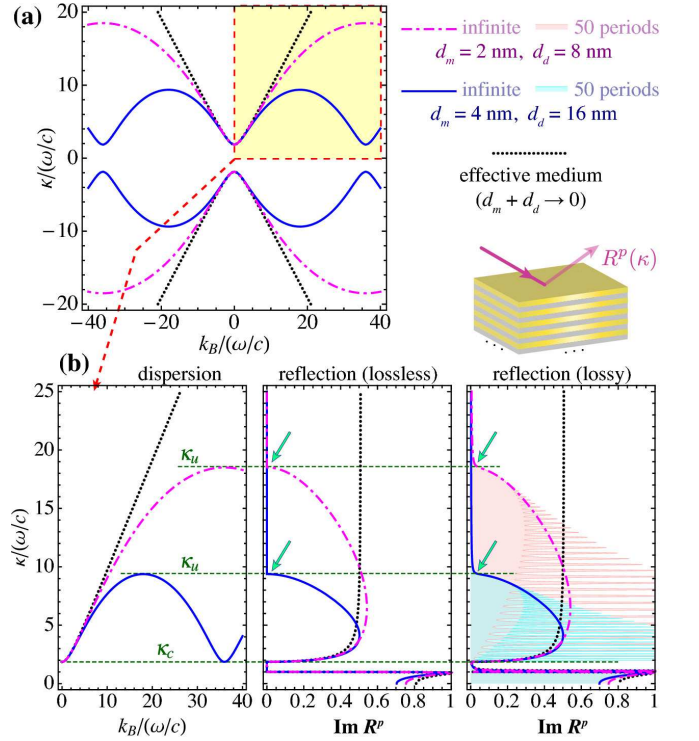 (a)
20
10
0
−10
−20
κ/(ω/c)
−40 −20 0 20 40
k_B/(ω/c)
infinite 50 periods
d_m = 2 nm, d_d = 8 nm
infinite 50 periods
d_m = 4 nm, d_d = 16 nm
effective medium
(d_m + d_d → 0)
R^p(κ)
(b)
dispersion reflection (lossless) reflection (lossy)
25
20
15
10
5
0
κ/(ω/c)
κ_u
κ_u
κ_c
0 10 20 30 40
k_B/(ω/c)
0 0.2 0.4 0.6 0.8 1
Im R^p
0 0.2 0.4 0.6 0.8 1
Im R^p